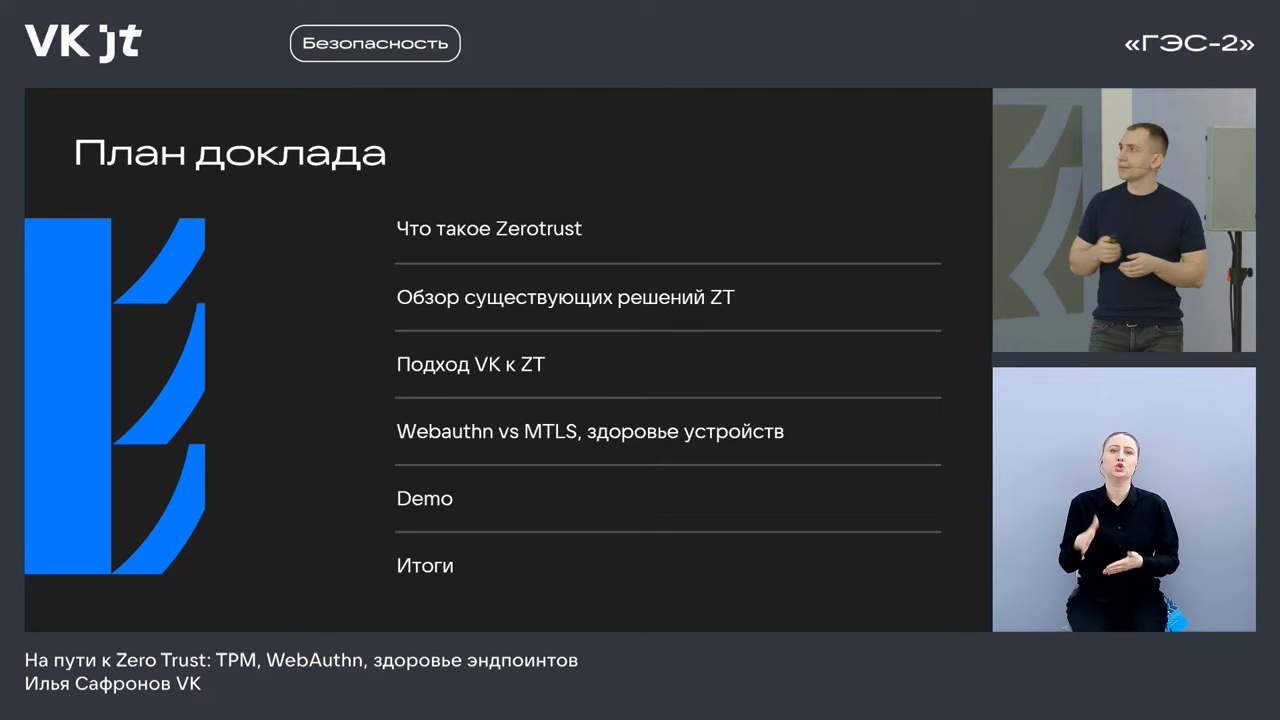 VK jt
Безопасность
«ГЭС-2»
План доклада
Что такое Zerotrust
Обзор существующих решений ZT
Подход VK к ZT
Webauthn vs MTLS, здоровье устройств
Demo
Итоги
На пути к Zero Trust: TPM, WebAuthn, здоровье эндпоинтов
Илья Сафронов VK